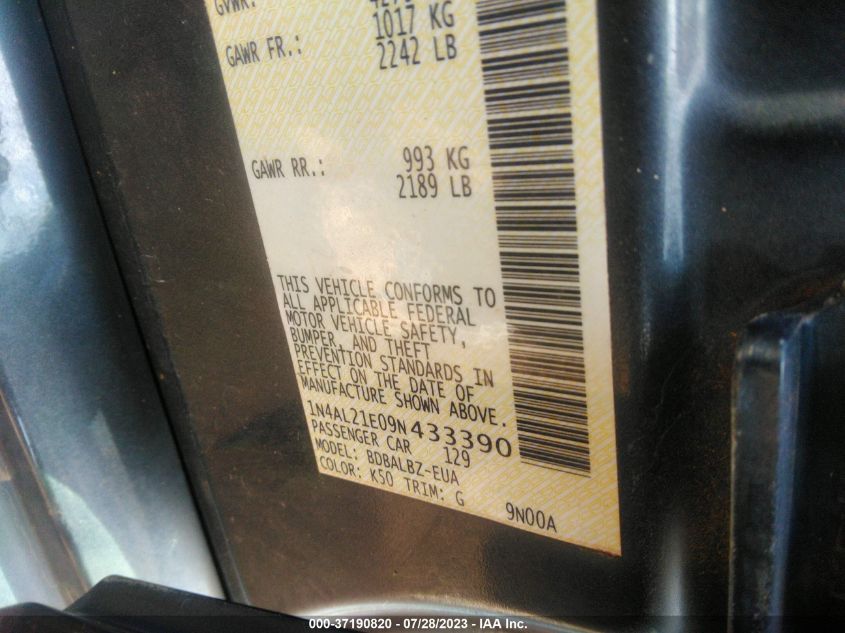 GVWR:
1017 KG
GAWR FR.: 2242 LB
GAWR RR.: 993 KG
2189 LB
THIS VEHICLE CONFORMS TO
ALL APPLICABLE FEDERAL
MOTOR VEHICLE SAFETY,
BUMPER, AND THEFT
PREVENTION STANDARDS IN
EFFECT ON THE DATE OF
MANUFACTURE SHOWN ABOVE.
1N4AL21E09N433390
PASSENGER CAR 129
MODEL: BDBALBZ-EUA
COLOR: K50 TRIM: G
9N00A
000-37190820 / 07/28/2023 - IAA Inc.